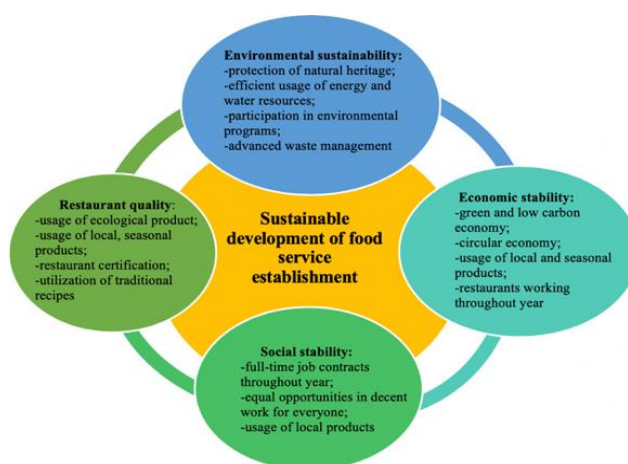 Environmental sustainability:
-protection of natural heritage;
-efficient usage of energy and
water resources;
-participation in environmental
programs;
-advanced waste management
Restaurant quality:
-usage of ecological product;
-usage of local, seasonal
products;
-restaurant certification;
-utilization of traditional
recipes
Sustainable
development of food
service
establishment
Economic stability:
-green and low carbon
economy;
-circular economy;
-usage of local and seasonal
products;
-restaurants working
throughout year
Social stability:
-full-time job contracts
throughout year;
-equal opportunities in decent
work for everyone;
-usage of local products